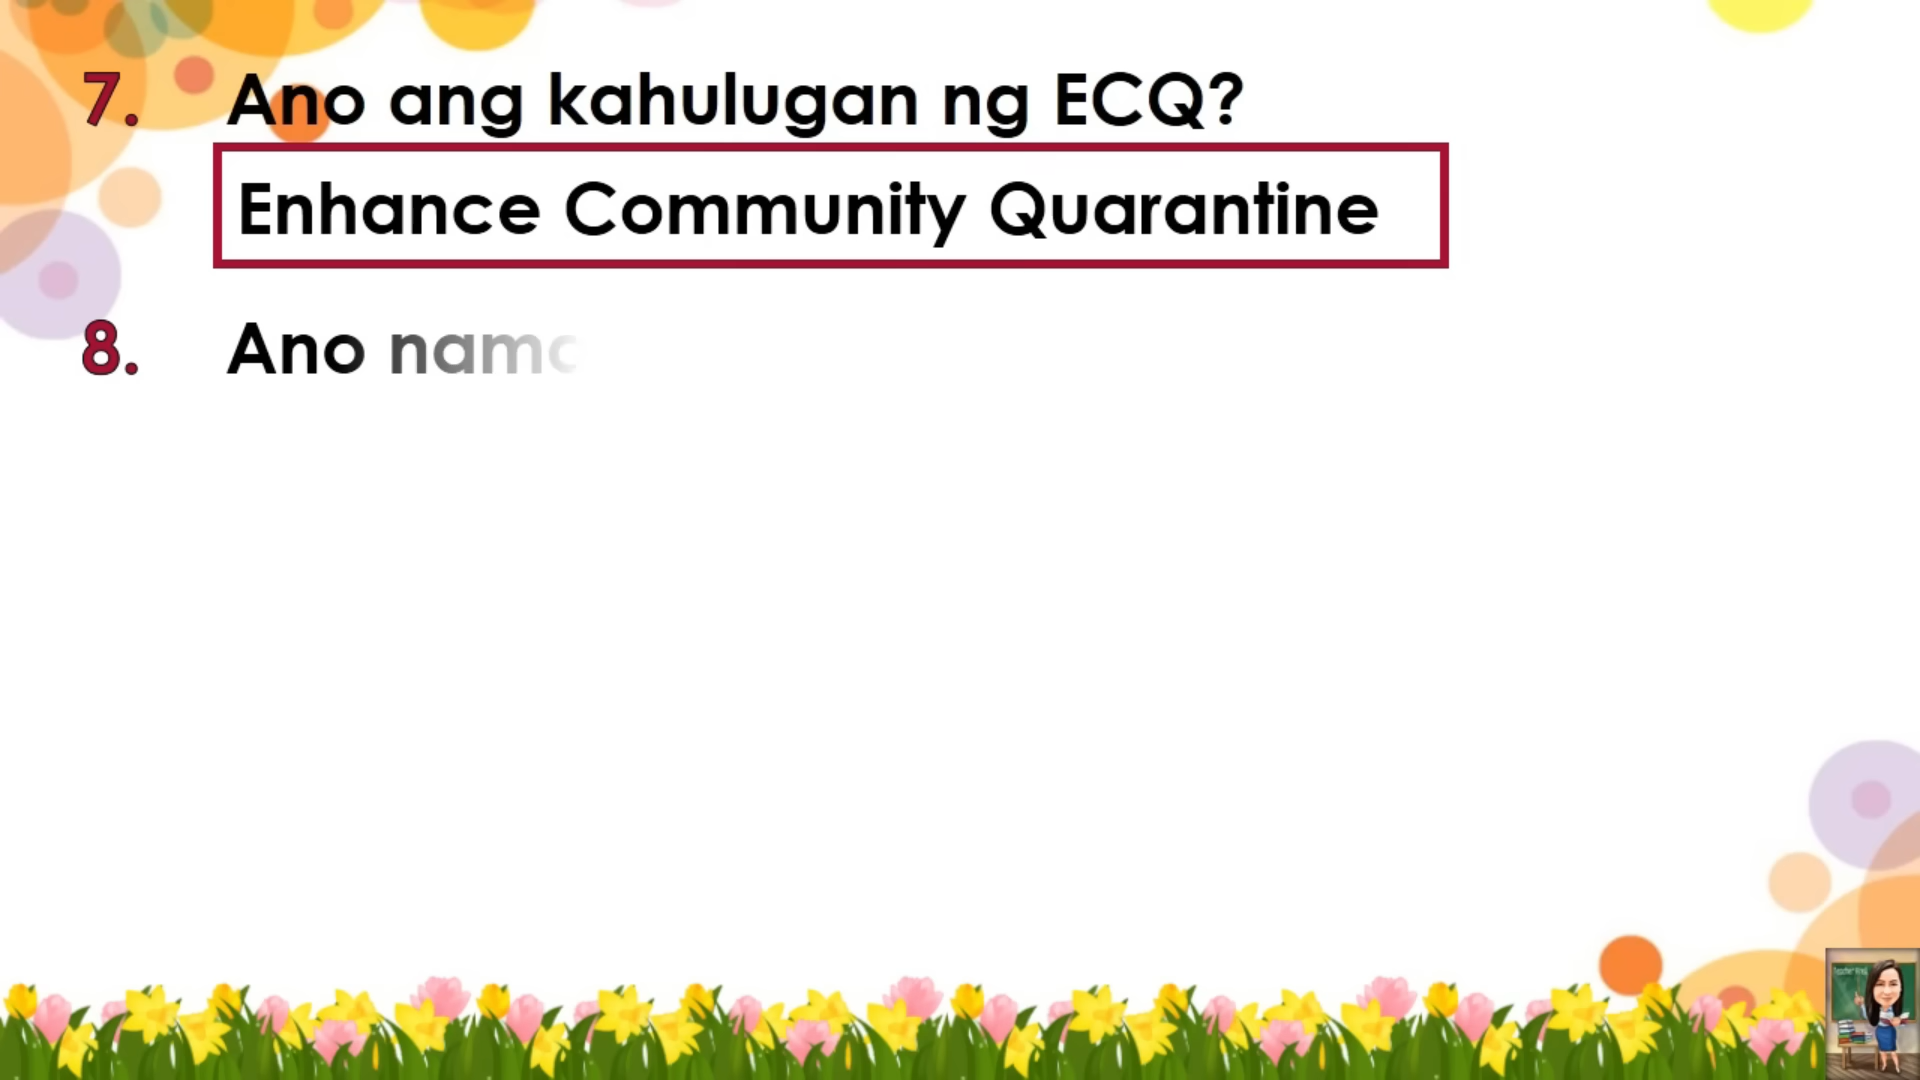 7. Ano ang kahulugan ng ECQ?
Enhance Community Quarantine
8. Ano